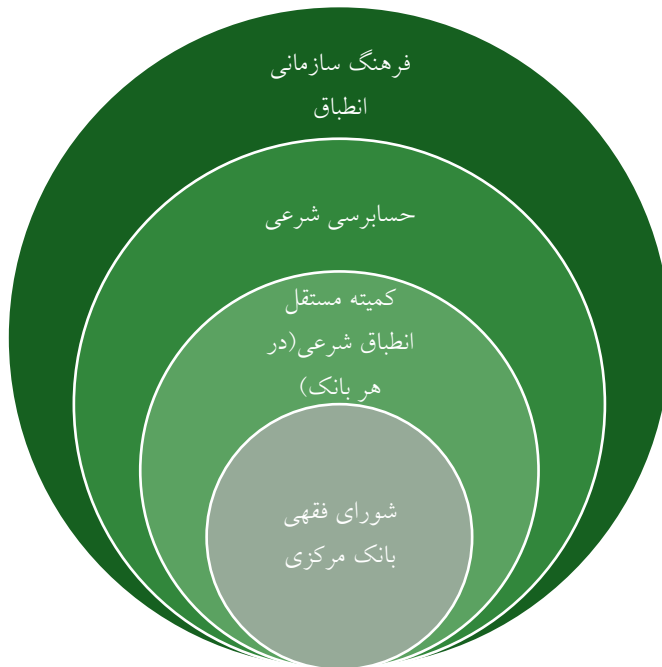 فرهنگ سازمانی
انطباق
حسابرسی شرعی
کمیته مستقل
انطباق شرعی(در
هر بانک)
شورای فقهی
بانک مرکزی